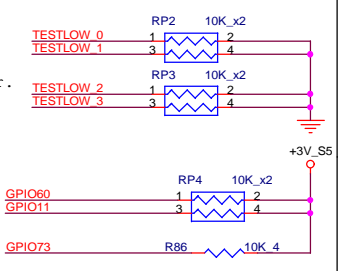 RP2 10K_x2
TESTLOW_0 1 2
TESTLOW_1 3 4
RP3 10K_x2
r.
TESTLOW_2 1 2
TESTLOW_3 3 4
+3V_S5
RP4 10K_x2
GPIO60 1 2
GPIO11 3 4
GPIO73 R86 10K_4